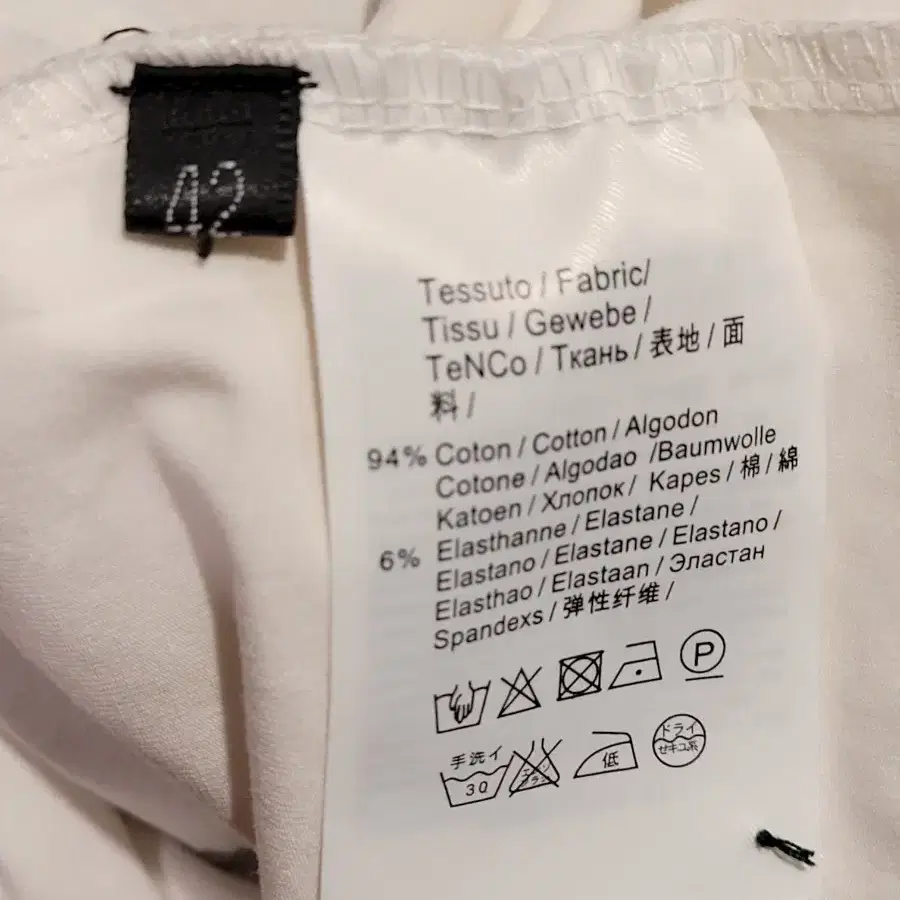 42
Tessuto / Fabric/
Tissu / Gewebe /
TeNCo / Ткань / 表地 / 面
料 /
94% Coton / Cotton / Algodon
Cotone / Algodao /Baumwolle
Katoen / Хлопок / Kapes / 棉 / 綿
6% Elasthanne / Elastane /
Elastano / Elastane / Elastano /
Elasthao / Elastaan / Эластан
Spandexs / 弹性纤维 /
P
手洗イ
30
低
ドライ
セキユ系